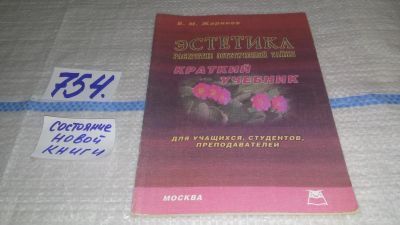 754.
состояние
новой
книги
В. М. Жариков
ЭСТЕТИКА
КРАТКИЙ
УЧЕБНИК
ДЛЯ УЧАЩИХСЯ, СТУДЕНТОВ,
ПРЕПОДАВАТЕЛЕЙ
МОСКВА